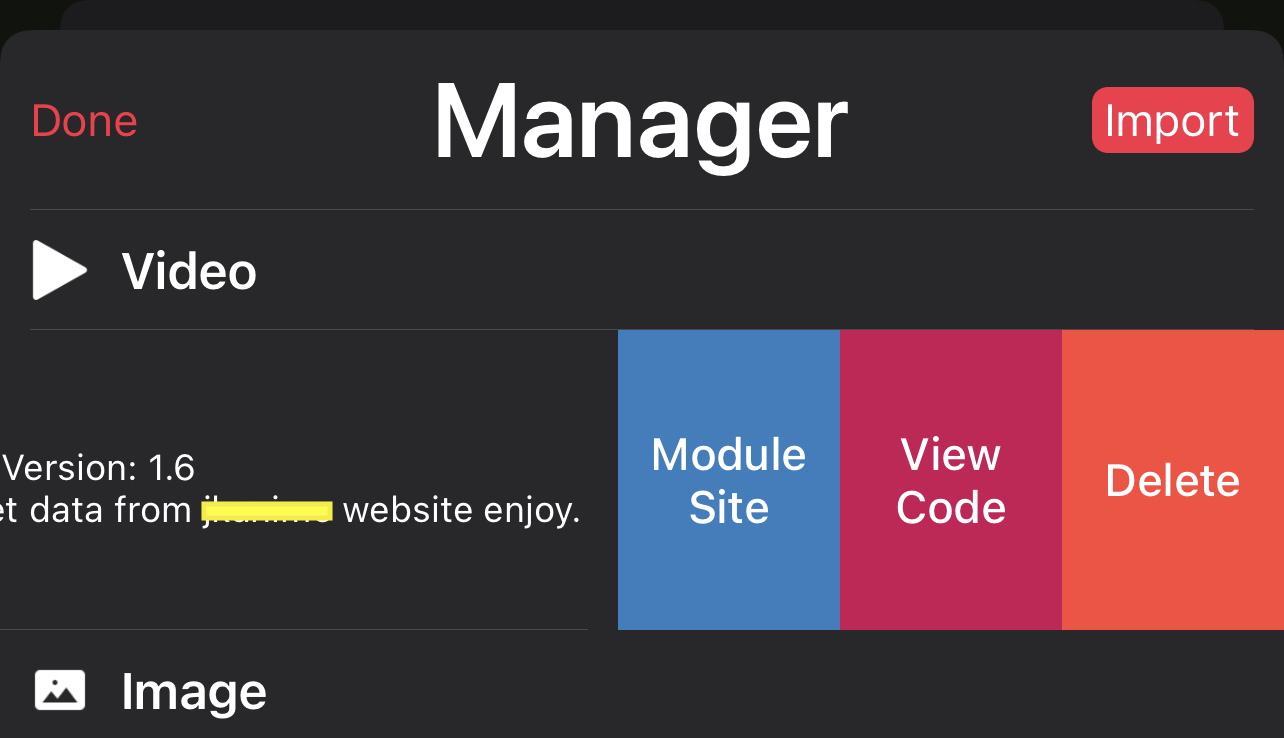 Done
Manager
Import
Video
Version: 1.6
et data from website enjoy.
Module
Site
View
Code
Delete
Image